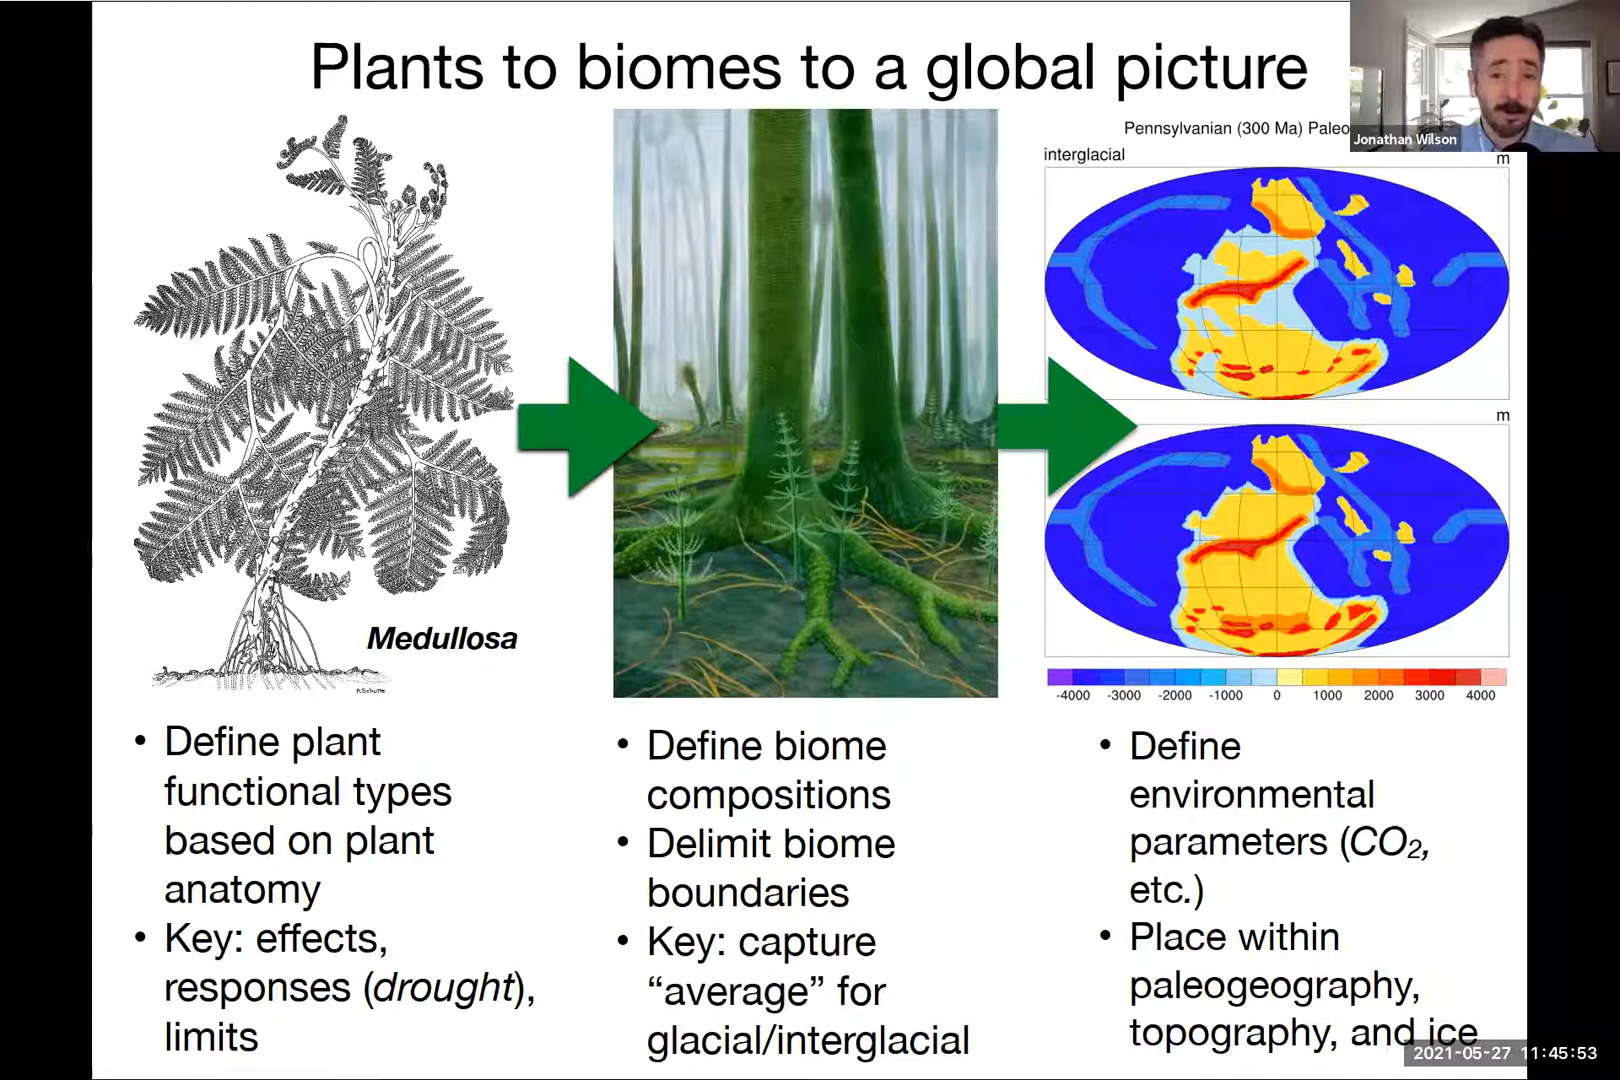 Plants to biomes to a global picture
Jonathan Wilson
Pennsylvanian (300 Ma) Paleo
interglacial
m
m
-4000 -3000 -2000 -1000 0 1000 2000 3000 4000
Medullosa
• Define plant
functional types
based on plant
anatomy
• Key: effects,
responses (drought),
limits
• Define biome
compositions
• Delimit biome
boundaries
• Key: capture
“average” for
glacial/interglacial
• Define
environmental
parameters (CO₂,
etc.)
• Place within
paleogeography,
topography, and ice
2021-05-27 11:45:53